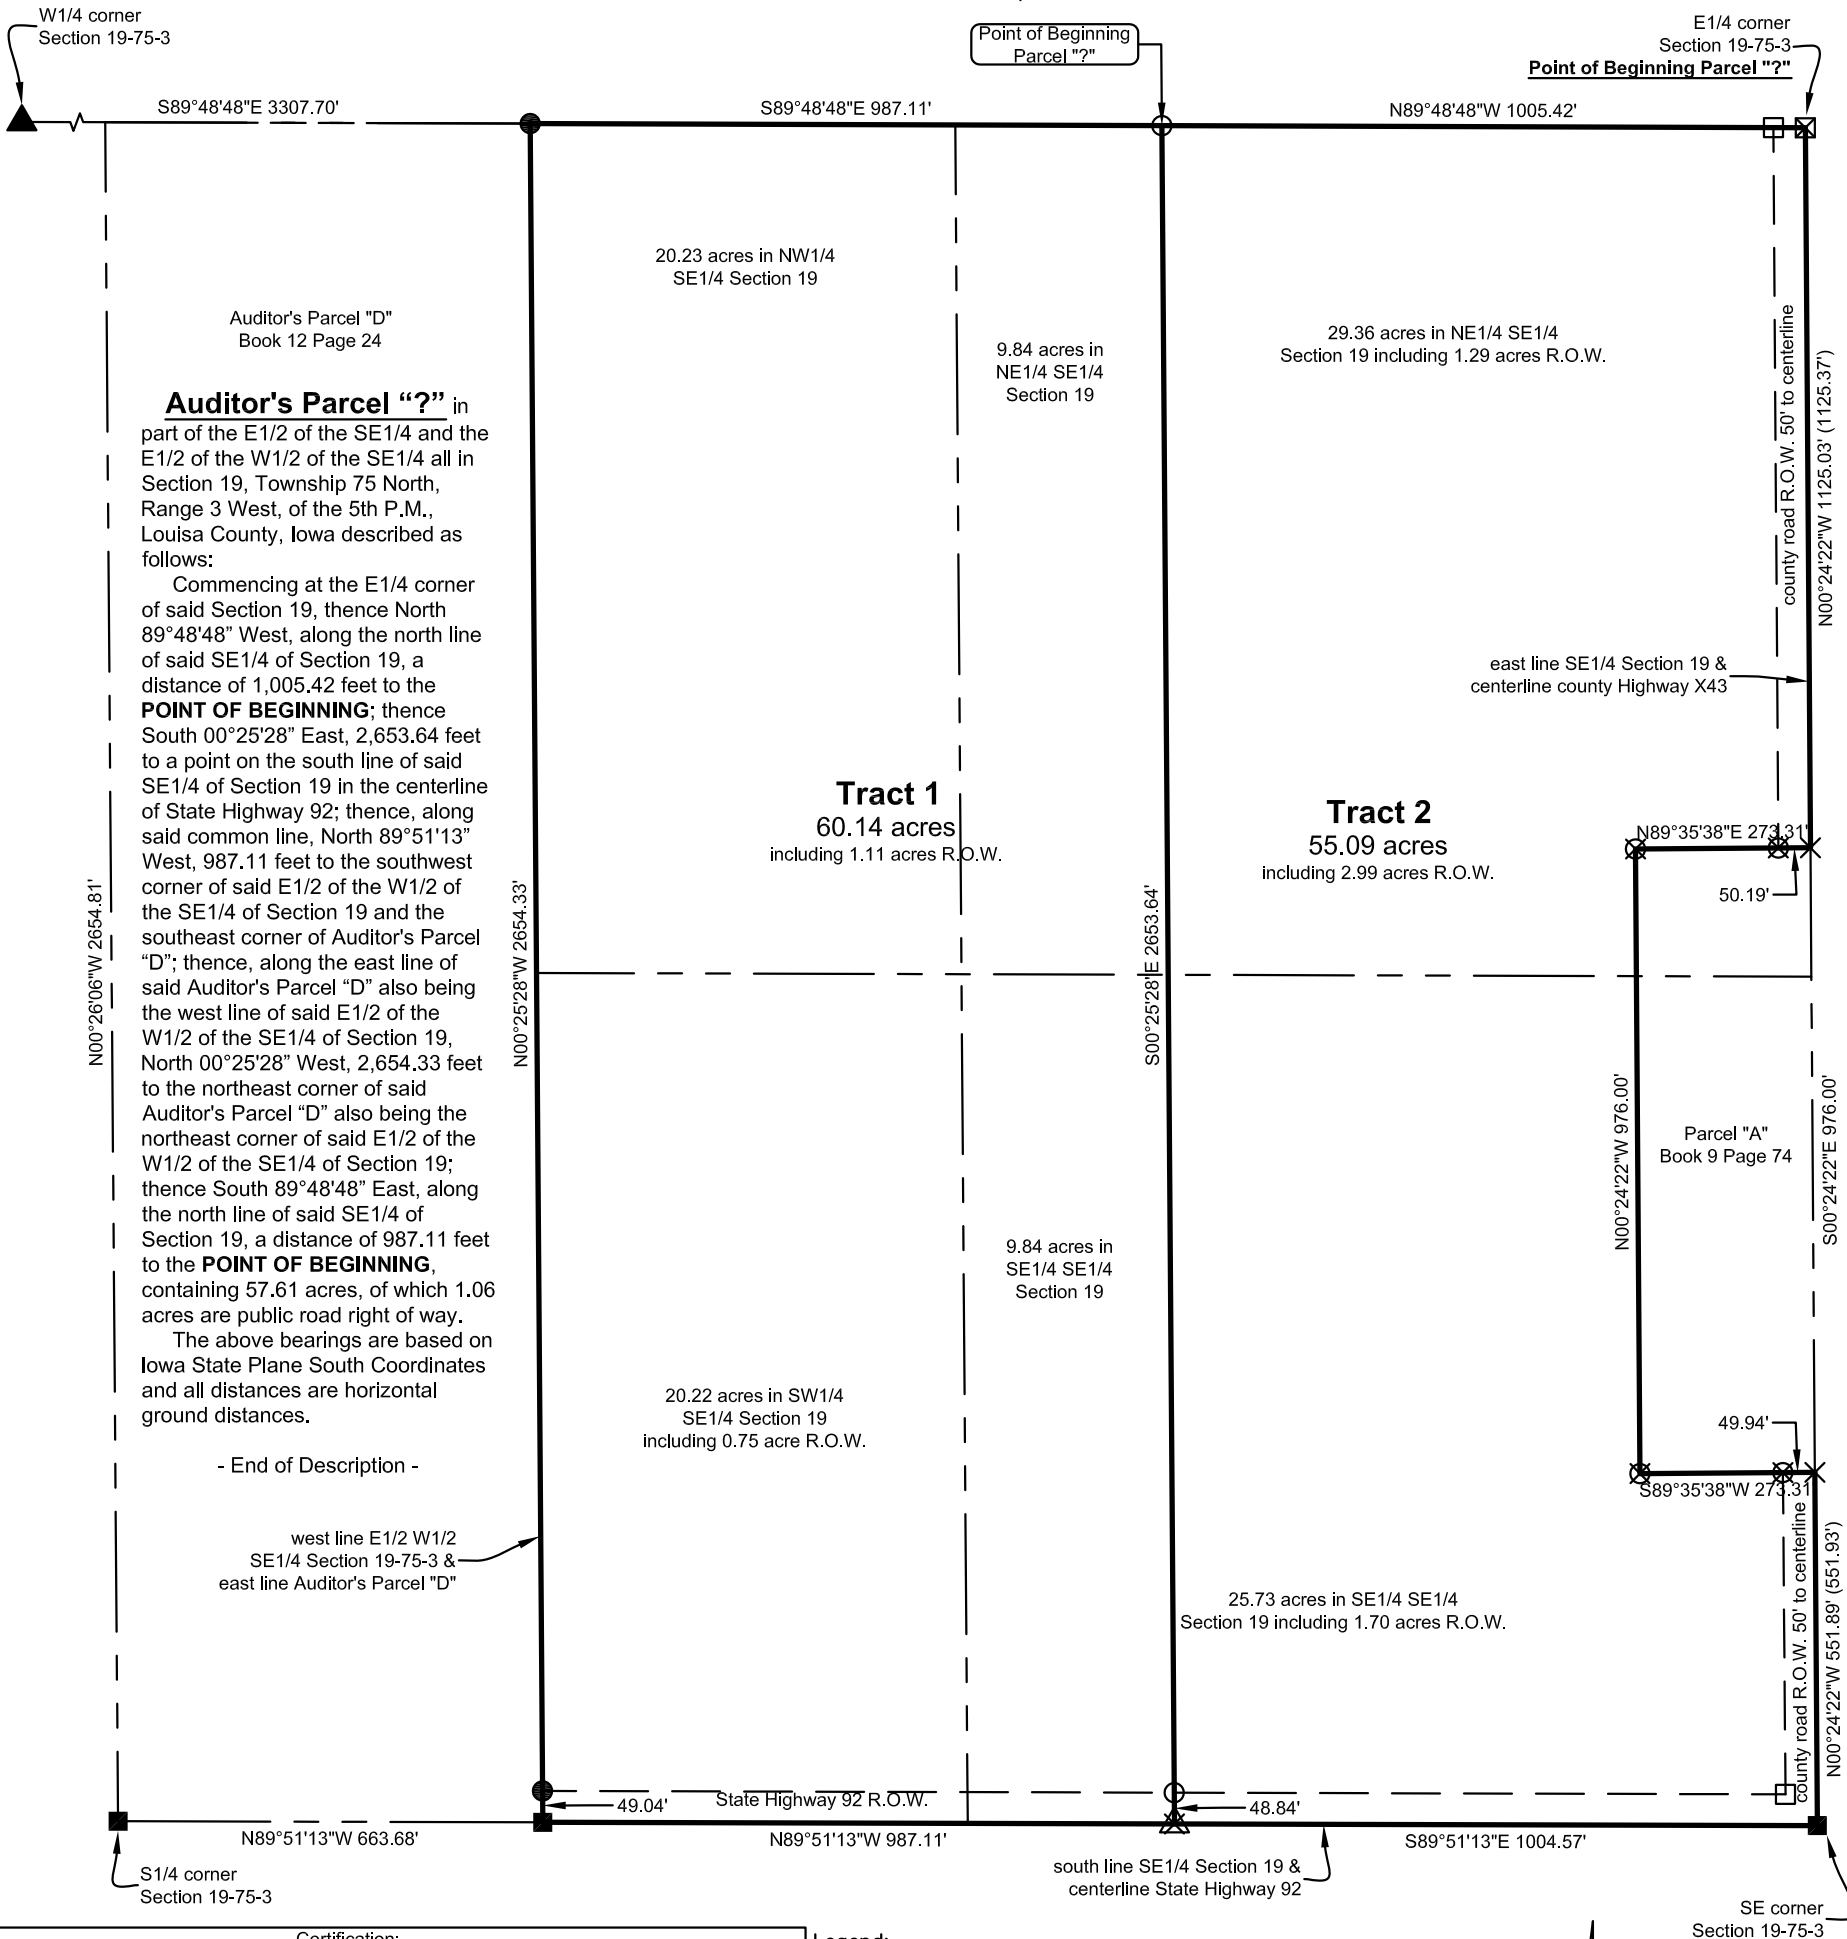 W1/4 corner
Section 19-75-3
Point of Beginning
Parcel "?"
E1/4 corner
Section 19-75-3
Point of Beginning Parcel "?"
S89°48'48"E 3307.70'
S89°48'48"E 987.11'
N89°48'48"W 1005.42'
20.23 acres in NW1/4
SE1/4 Section 19
Auditor's Parcel "D"
Book 12 Page 24
9.84 acres in
NE1/4 SE1/4
Section 19
29.36 acres in NE1/4 SE1/4
Section 19 including 1.29 acres R.O.W.
county road R.O.W. 50' to centerline
N00°24'22"W 1125.03' (1125.37')
Auditor's Parcel “?” in
part of the E1/2 of the SE1/4 and the
E1/2 of the W1/2 of the SE1/4 all in
Section 19, Township 75 North,
Range 3 West, of the 5th P.M.,
Louisa County, Iowa described as
follows:
Commencing at the E1/4 corner
of said Section 19, thence North
89°48'48” West, along the north line
of said SE1/4 of Section 19, a
distance of 1,005.42 feet to the
POINT OF BEGINNING; thence
South 00°25'28” East, 2,653.64 feet
to a point on the south line of said
SE1/4 of Section 19 in the centerline
of State Highway 92; thence, along
said common line, North 89°51'13”
West, 987.11 feet to the southwest
corner of said E1/2 of the W1/2 of
the SE1/4 of Section 19 and the
southeast corner of Auditor's Parcel
“D”; thence, along the east line of
said Auditor's Parcel “D” also being
the west line of said E1/2 of the
W1/2 of the SE1/4 of Section 19,
North 00°25'28” West, 2,654.33 feet
to the northeast corner of said
Auditor's Parcel “D” also being the
northeast corner of said E1/2 of the
W1/2 of the SE1/4 of Section 19;
thence South 89°48'48” East, along
the north line of said SE1/4 of
Section 19, a distance of 987.11 feet
to the POINT OF BEGINNING,
containing 57.61 acres, of which 1.06
acres are public road right of way.
The above bearings are based on
Iowa State Plane South Coordinates
and all distances are horizontal
ground distances.
- End of Description -
east line SE1/4 Section 19 &
centerline county Highway X43
Tract 1
60.14 acres
including 1.11 acres R.O.W.
Tract 2
55.09 acres
including 2.99 acres R.O.W.
N89°35'38"E 273.31'
50.19'
N00°26'06"W 2654.81'
N00°25'28"W 2654.33'
S00°25'28"E 2653.64'
N00°24'22"W 976.00'
Parcel "A"
Book 9 Page 74
S00°24'22"E 976.00'
9.84 acres in
SE1/4 SE1/4
Section 19
20.22 acres in SW1/4
SE1/4 Section 19
including 0.75 acre R.O.W.
49.94'
S89°35'38"W 273.31'
west line E1/2 W1/2
SE1/4 Section 19-75-3 &
east line Auditor's Parcel "D"
25.73 acres in SE1/4 SE1/4
Section 19 including 1.70 acres R.O.W.
county road R.O.W. 50' to centerline
N00°24'22"W 551.89' (551.93')
49.04'
State Highway 92 R.O.W.
48.84'
N89°51'13"W 663.68'
N89°51'13"W 987.11'
S89°51'13"E 1004.57'
S1/4 corner
Section 19-75-3
south line SE1/4 Section 19 &
centerline State Highway 92
SE corner
Section 19-75-3
Certification:
Legend: